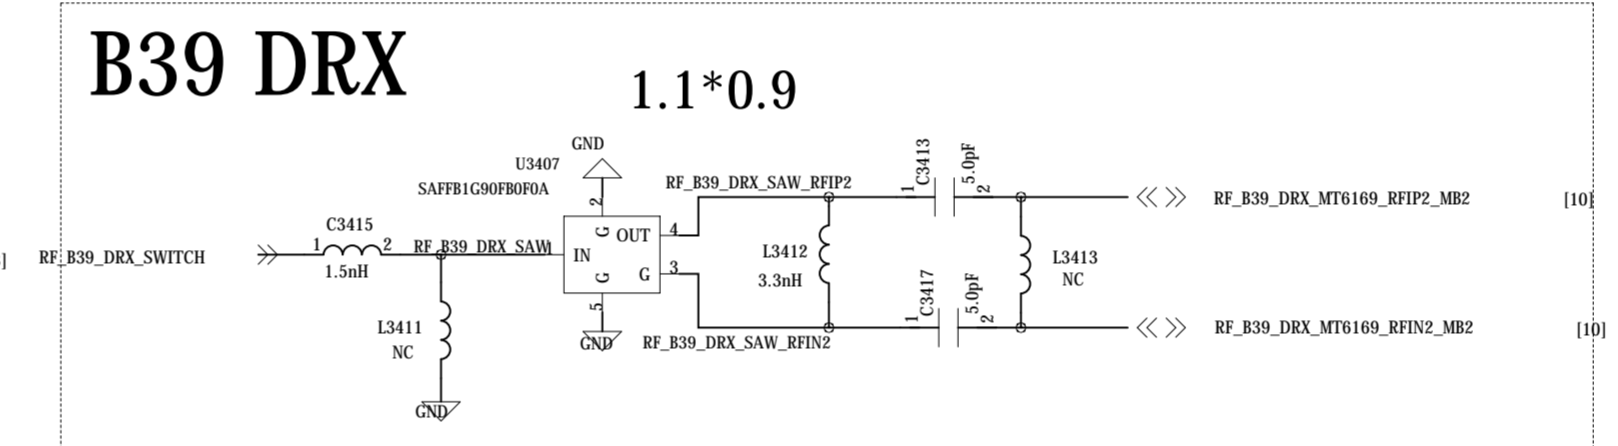 B39 DRX
1.1*0.9
GND
U3407
SAFFB1G90FB0F0A
2
G
OUT
4
IN
G
G
3
5
GND
C3415
1
2
1.5nH
RF_B39_DRX_SWITCH
RF_B39_DRX_SAW
1
L3411
NC
GND
RF_B39_DRX_SAW_RFIP2
RF_B39_DRX_SAW_RFIN2
L3412
3.3nH
C3413
5.0pF
1
2
C3417
5.0pF
1
2
L3413
NC
RF_B39_DRX_MT6169_RFIP2_MB2
[10]
RF_B39_DRX_MT6169_RFIN2_MB2
[10]
]